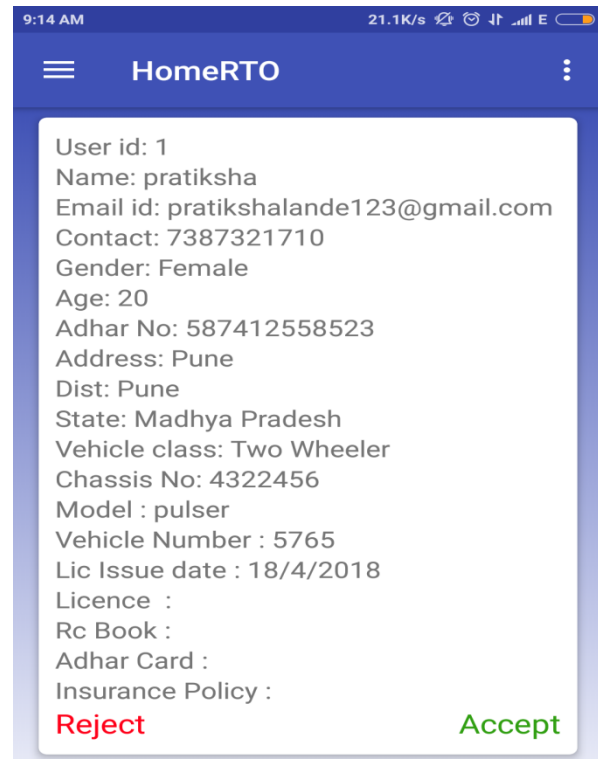 9:14 AM 21.1K/s E
HomeRTO
User id: 1
Name: pratiksha
Email id: pratikshalande123@gmail.com
Contact: 7387321710
Gender: Female
Age: 20
Adhar No: 587412558523
Address: Pune
Dist: Pune
State: Madhya Pradesh
Vehicle class: Two Wheeler
Chassis No: 4322456
Model : pulser
Vehicle Number : 5765
Lic Issue date : 18/4/2018
Licence :
Rc Book :
Adhar Card :
Insurance Policy :
Reject Accept